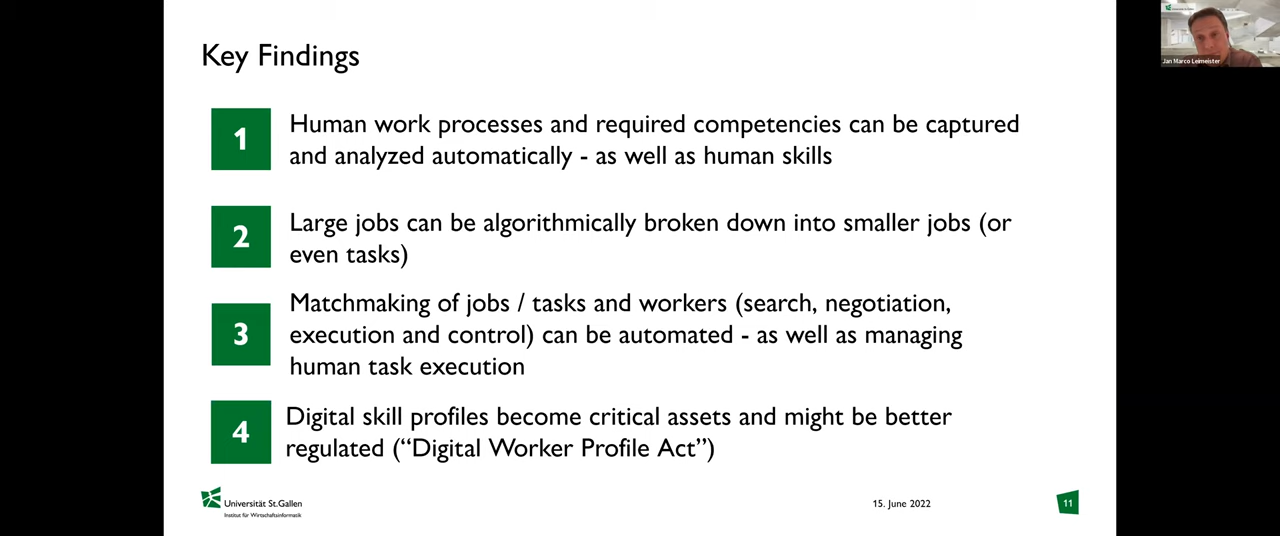 Key Findings
1
Human work processes and required competencies can be captured
and analyzed automatically - as well as human skills
2
Large jobs can be algorithmically broken down into smaller jobs (or
even tasks)
3
Matchmaking of jobs / tasks and workers (search, negotiation,
execution and control) can be automated - as well as managing
human task execution
4
Digital skill profiles become critical assets and might be better
regulated (“Digital Worker Profile Act”)
Universität St.Gallen
Institut für Wirtschaftsinformatik
15. June 2022
11
Jan Marco Leimeister